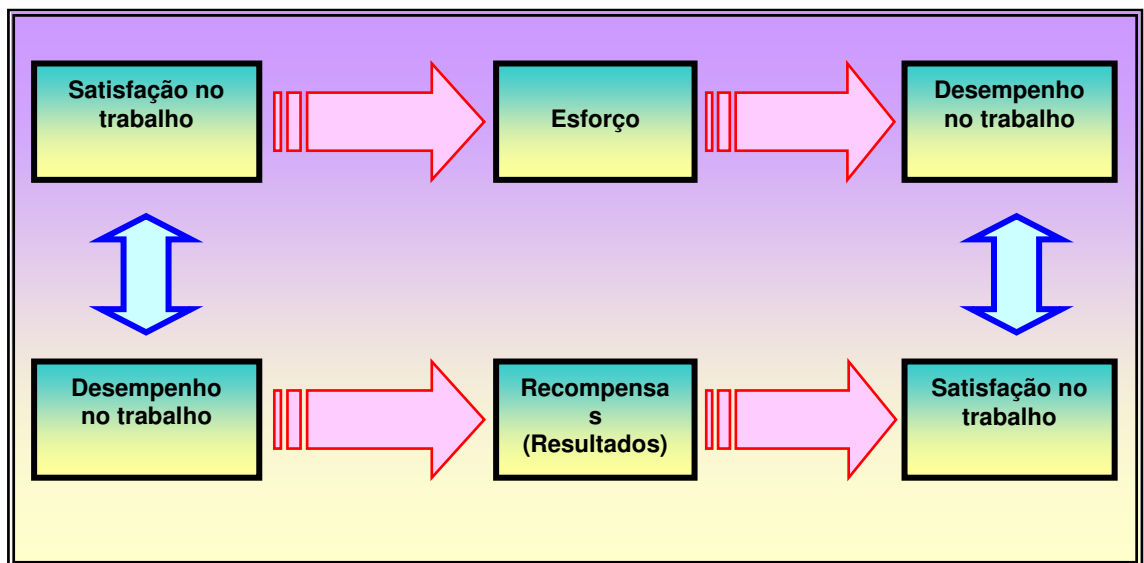 Satisfação no
trabalho
Esforço
Desempenho
no trabalho
Desempenho
no trabalho
Recompensa
s
(Resultados)
Satisfação no
trabalho